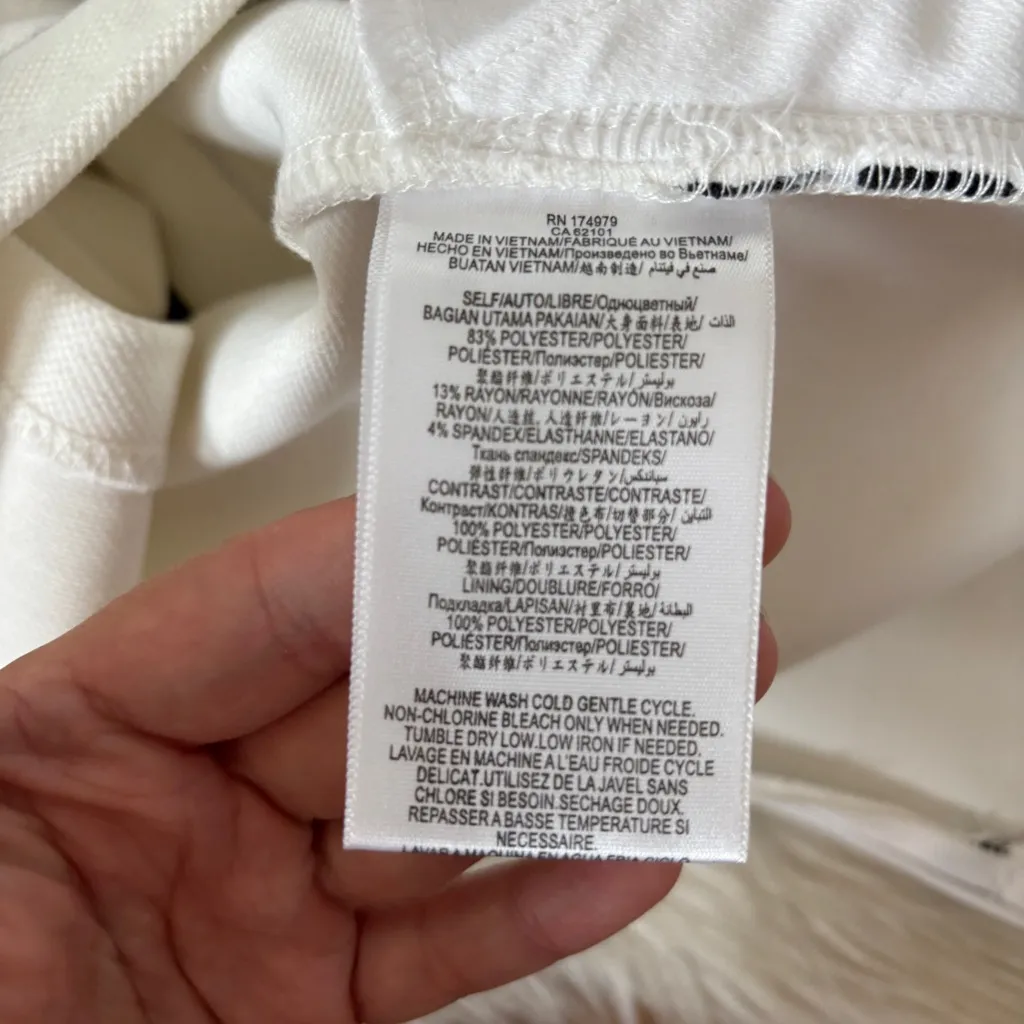 RN 174979
CA 62101
MADE IN VIETNAM/FABRIQUÉ AU VIETNAM/
HECHO EN VIETNAM/Произведено во Вьетнаме/
BUATAN VIETNAM/越南制造/ صنع في فيتنام
SELF/AUTO/LIBRE/Одноцветный/
BAGIAN UTAMA PAKAIAN/大身面料/表地/ الذات
83% POLYESTER/POLYESTER/
POLIÉSTER/Полиэстер/POLIESTER/
聚酯纤维/ポリエステル/ بوليستر
13% RAYON/RAYONNE/RAYÓN/Вискоза/
RAYON/人造丝, 人造纤维/レーヨン/ رايون
4% SPANDEX/ELASTHANNE/ELASTANO/
Ткань спандекс/SPANDEKS/
弹性纤维/ポリウレタン/ سباندكس
CONTRAST/CONTRASTE/CONTRASTE/
Контраст/KONTRAS/撞色布/切替部分/ التباين
100% POLYESTER/POLYESTER/
POLIÉSTER/Полиэстер/POLIESTER/
聚酯纤维/ポリエステル/ بوليستر
LINING/DOUBLURE/FORRO/
Подкладка/LAPISAN/衬里布/裏地/ البطانة
100% POLYESTER/POLYESTER/
POLIÉSTER/Полиэстер/POLIESTER/
聚酯纤维/ポリエステル/ بوليستر
MACHINE WASH COLD GENTLE CYCLE.
NON-CHLORINE BLEACH ONLY WHEN NEEDED.
TUMBLE DRY LOW.LOW IRON IF NEEDED.
LAVAGE EN MACHINE A L'EAU FROIDE CYCLE
DELICAT.UTILISEZ DE LA JAVEL SANS
CHLORE SI BESOIN.SECHAGE DOUX.
REPASSER A BASSE TEMPERATURE SI
NECESSAIRE.
LAVAR A MAQUINA EN AGUA FRIA CICLO